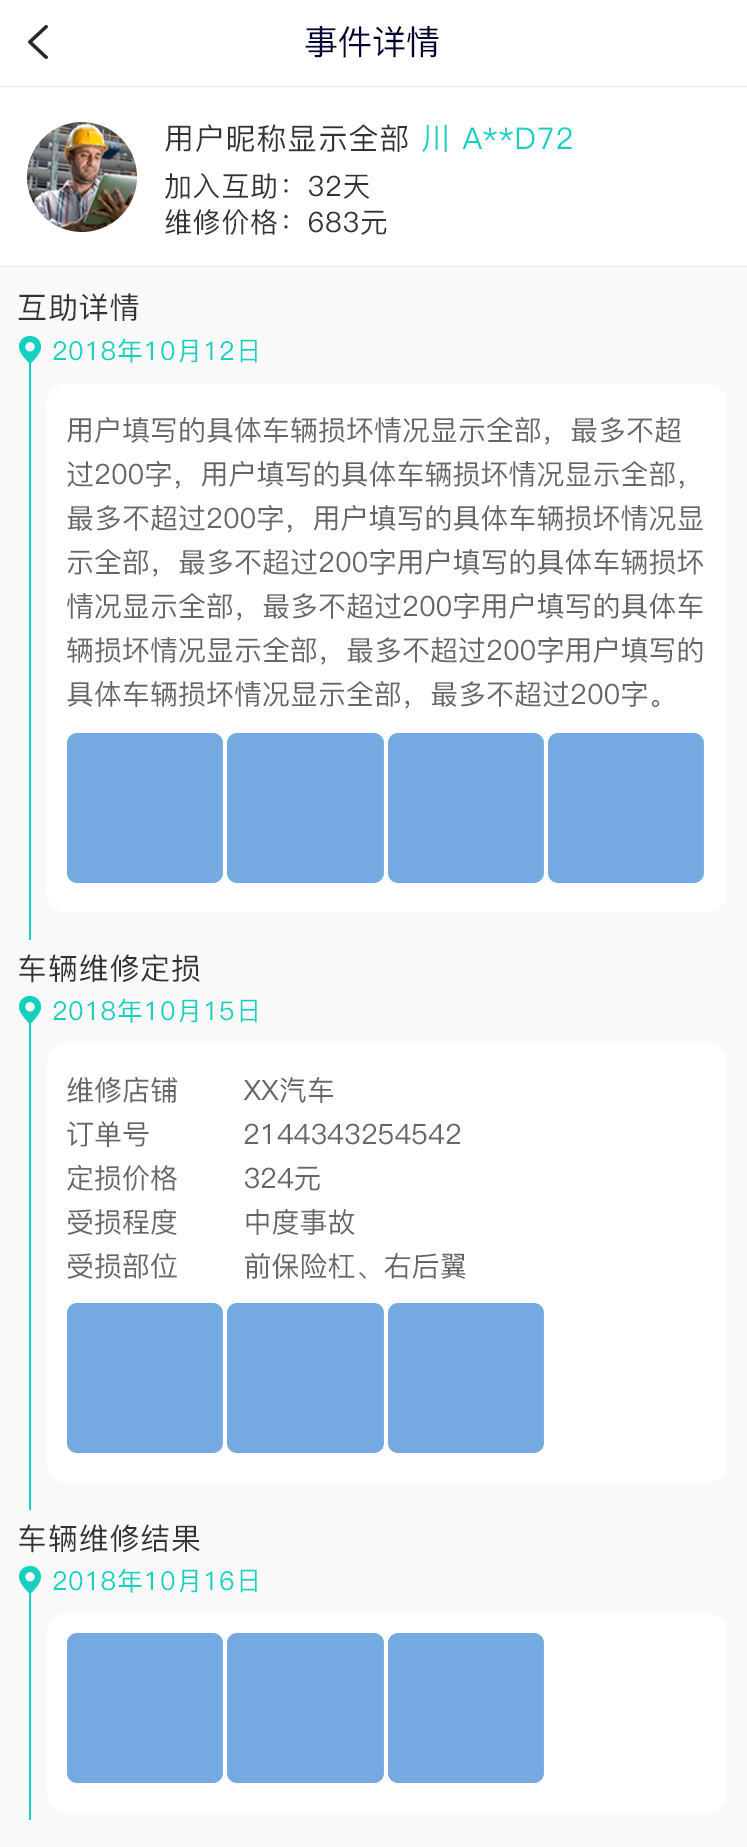 事件详情
用户昵称显示全部 川 A**D72
加入互助：32天
维修价格：683元
互助详情
2018年10月12日
用户填写的具体车辆损坏情况显示全部，最多不超
过200字，用户填写的具体车辆损坏情况显示全部，
最多不超过200字，用户填写的具体车辆损坏情况显
示全部，最多不超过200字用户填写的具体车辆损坏
情况显示全部，最多不超过200字用户填写的具体车
辆损坏情况显示全部，最多不超过200字用户填写的
具体车辆损坏情况显示全部，最多不超过200字。
车辆维修定损
2018年10月15日
维修店铺 XX汽车
订单号 2144343254542
定损价格 324元
受损程度 中度事故
受损部位 前保险杠、右后翼
车辆维修结果
2018年10月16日